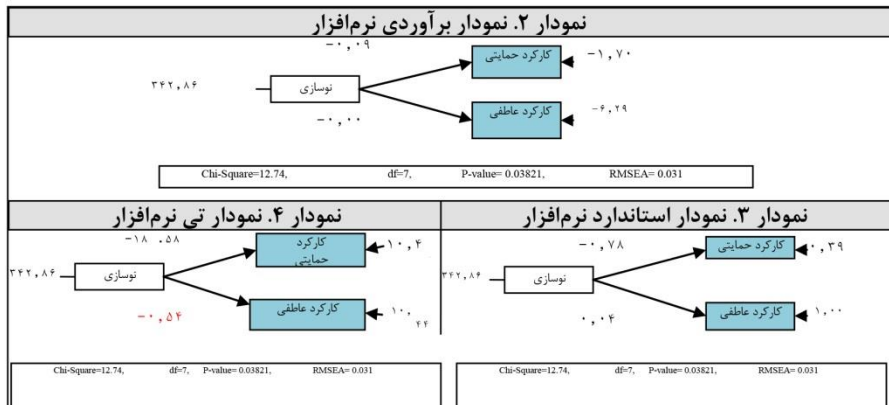 نمودار ۲. نمودار برآوردی نرم‌افزار
-۰,۰۹
کارکرد حمایتی
-۱,۷۰
۳۴۲,۸۶
نوسازی
-۰,۰۰
کارکرد عاطفی
-۶,۲۹
Chi-Square=12.74, df=7, P-value= 0.03821, RMSEA= 0.031
نمودار ۳. نمودار استاندارد نرم‌افزار
-۰,۷۸
کارکرد حمایتی
۰,۳۹
۳۴۲,۸۶
نوسازی
۰,۰۴
کارکرد عاطفی
۱,۰۰
Chi-Square=12.74, df=7, P-value= 0.03821, RMSEA= 0.031
نمودار ۴. نمودار تی نرم‌افزار
-۱۸.۵۸
کارکرد
حمایتی
۱۰,۴
۳۴۲,۸۶
نوسازی
-۰,۵۴
کارکرد عاطفی
۱۰,
۴۴
Chi-Square=12.74, df=7, P-value= 0.03821, RMSEA= 0.031